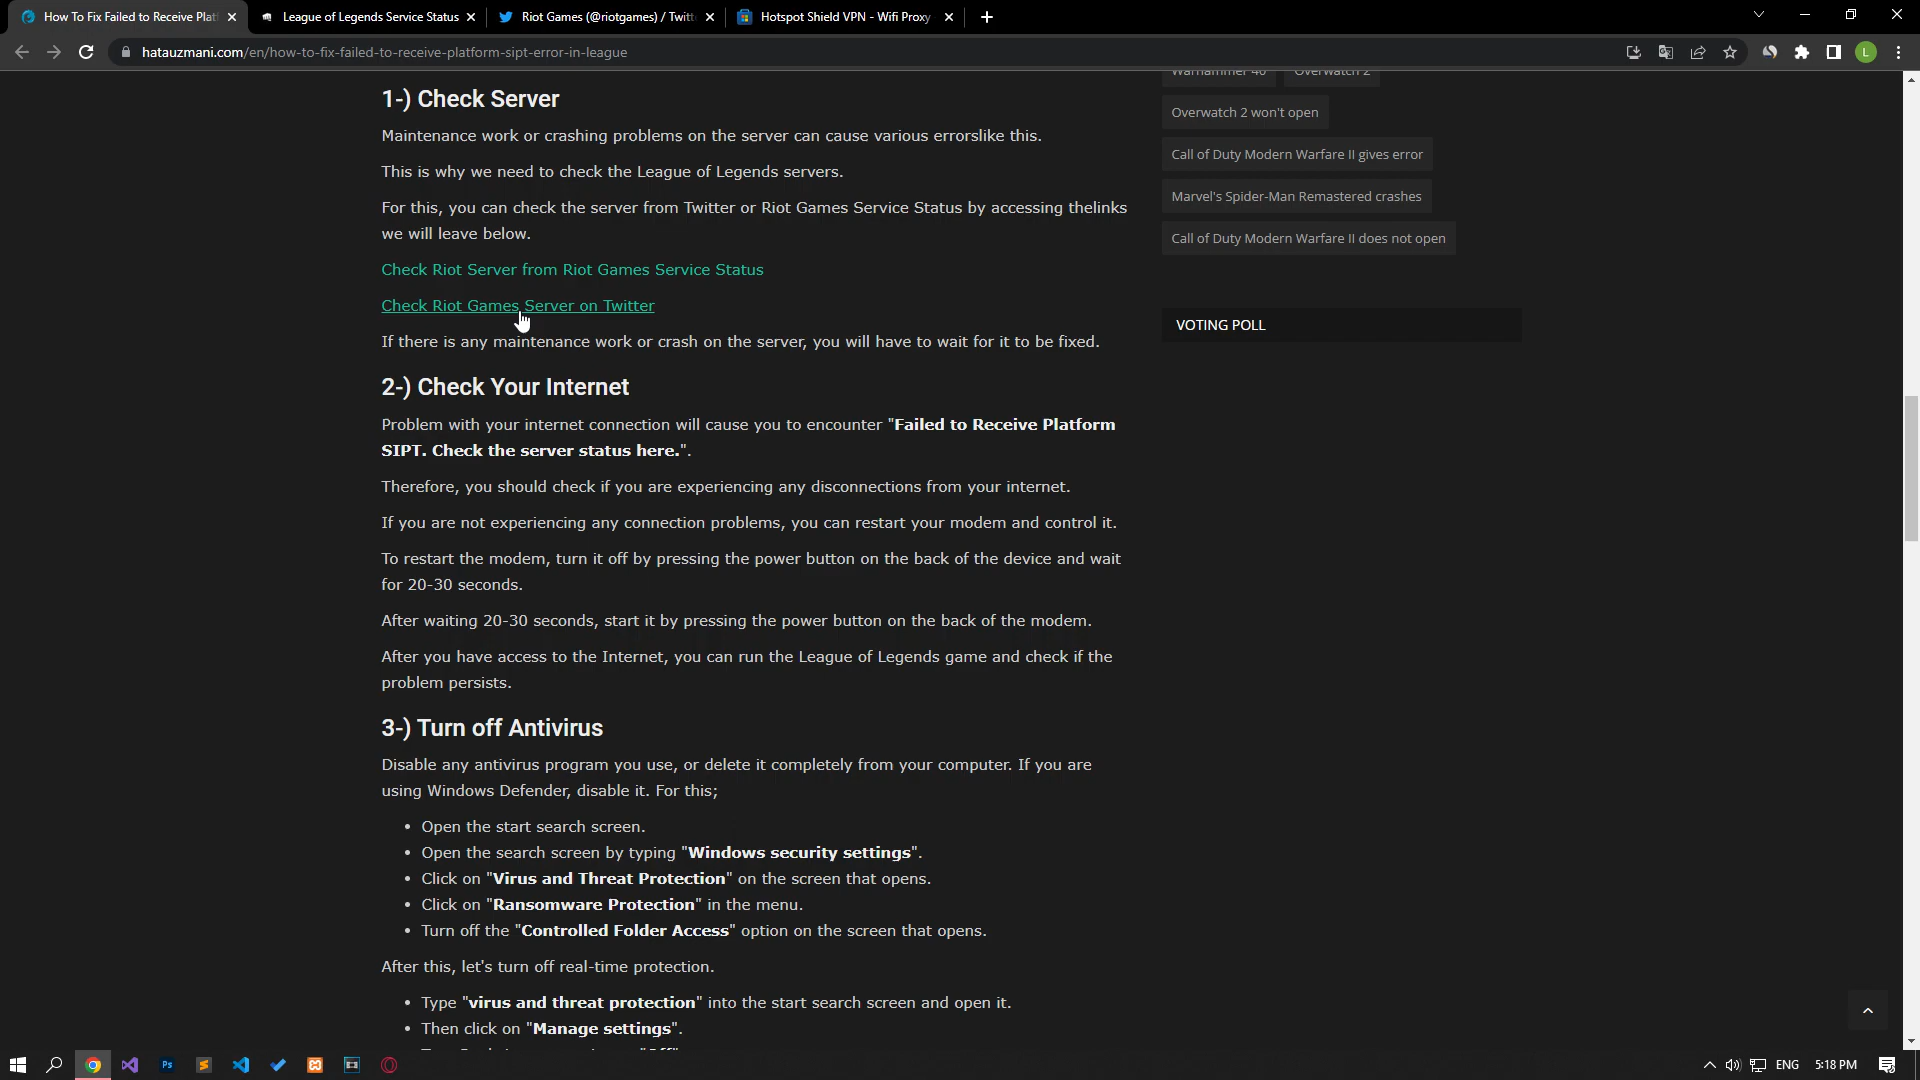 How To Fix Failed to Receive Plat
League of Legends Service Status
Riot Games (@riotgames) / Twitt
Hotspot Shield VPN - Wifi Proxy
hatauzmani.com/en/how-to-fix-failed-to-receive-platform-sipt-error-in-league
L
1-) Check Server
Maintenance work or crashing problems on the server can cause various errorslike this.
This is why we need to check the League of Legends servers.
For this, you can check the server from Twitter or Riot Games Service Status by accessing thelinks
we will leave below.
Check Riot Server from Riot Games Service Status
Check Riot Games Server on Twitter
If there is any maintenance work or crash on the server, you will have to wait for it to be fixed.
2-) Check Your Internet
Problem with your internet connection will cause you to encounter "Failed to Receive Platform
SIPT. Check the server status here.".
Therefore, you should check if you are experiencing any disconnections from your internet.
If you are not experiencing any connection problems, you can restart your modem and control it.
To restart the modem, turn it off by pressing the power button on the back of the device and wait
for 20-30 seconds.
After waiting 20-30 seconds, start it by pressing the power button on the back of the modem.
After you have access to the Internet, you can run the League of Legends game and check if the
problem persists.
3-) Turn off Antivirus
Disable any antivirus program you use, or delete it completely from your computer. If you are
using Windows Defender, disable it. For this;
• Open the start search screen.
• Open the search screen by typing "Windows security settings".
• Click on "Virus and Threat Protection" on the screen that opens.
• Click on "Ransomware Protection" in the menu.
• Turn off the "Controlled Folder Access" option on the screen that opens.
After this, let's turn off real-time protection.
• Type "virus and threat protection" into the start search screen and open it.
• Then click on "Manage settings".
Warhammer 40
Overwatch 2
Overwatch 2 won't open
Call of Duty Modern Warfare II gives error
Marvel's Spider-Man Remastered crashes
Call of Duty Modern Warfare II does not open
VOTING POLL
Ps
ENG
5:18 PM